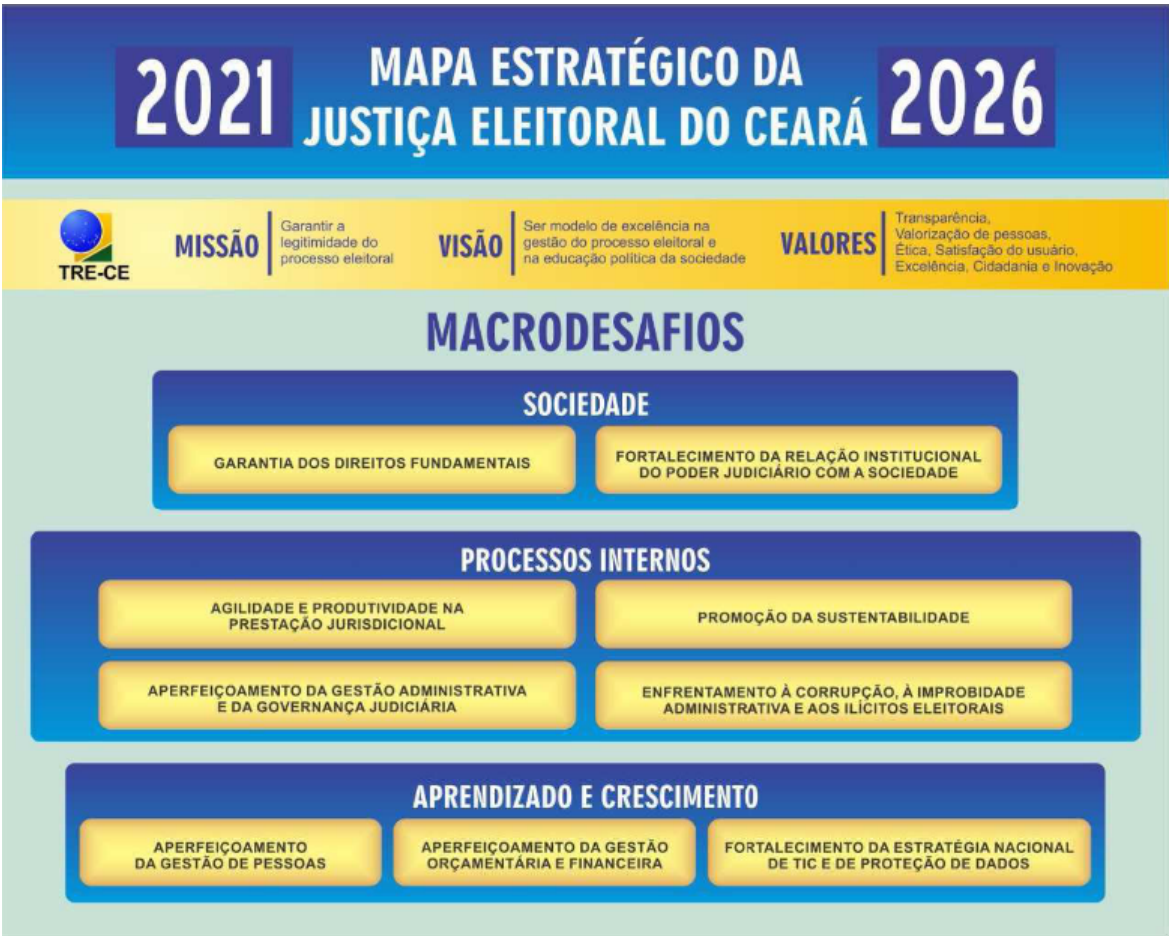 2021
MAPA ESTRATÉGICO DA
JUSTIÇA ELEITORAL DO CEARÁ
2026
TRE-CE
MISSÃO
Garantir a
legitimidade do
processo eleitoral
VISÃO
Ser modelo de excelência na
gestão do processo eleitoral e
na educação política da sociedade
VALORES
Transparência,
Valorização de pessoas,
Ética, Satisfação do usuário,
Excelência, Cidadania e Inovação
MACRODESAFIOS
SOCIEDADE
GARANTIA DOS DIREITOS FUNDAMENTAIS
FORTALECIMENTO DA RELAÇÃO INSTITUCIONAL
DO PODER JUDICIÁRIO COM A SOCIEDADE
PROCESSOS INTERNOS
AGILIDADE E PRODUTIVIDADE NA
PRESTAÇÃO JURISDICIONAL
PROMOÇÃO DA SUSTENTABILIDADE
APERFEIÇOAMENTO DA GESTÃO ADMINISTRATIVA
E DA GOVERNANÇA JUDICIÁRIA
ENFRENTAMENTO À CORRUPÇÃO, À IMPROBIDADE
ADMINISTRATIVA E AOS ILÍCITOS ELEITORAIS
APRENDIZADO E CRESCIMENTO
APERFEIÇOAMENTO
DA GESTÃO DE PESSOAS
APERFEIÇOAMENTO DA GESTÃO
ORÇAMENTÁRIA E FINANCEIRA
FORTALECIMENTO DA ESTRATÉGIA NACIONAL
DE TIC E DE PROTEÇÃO DE DADOS